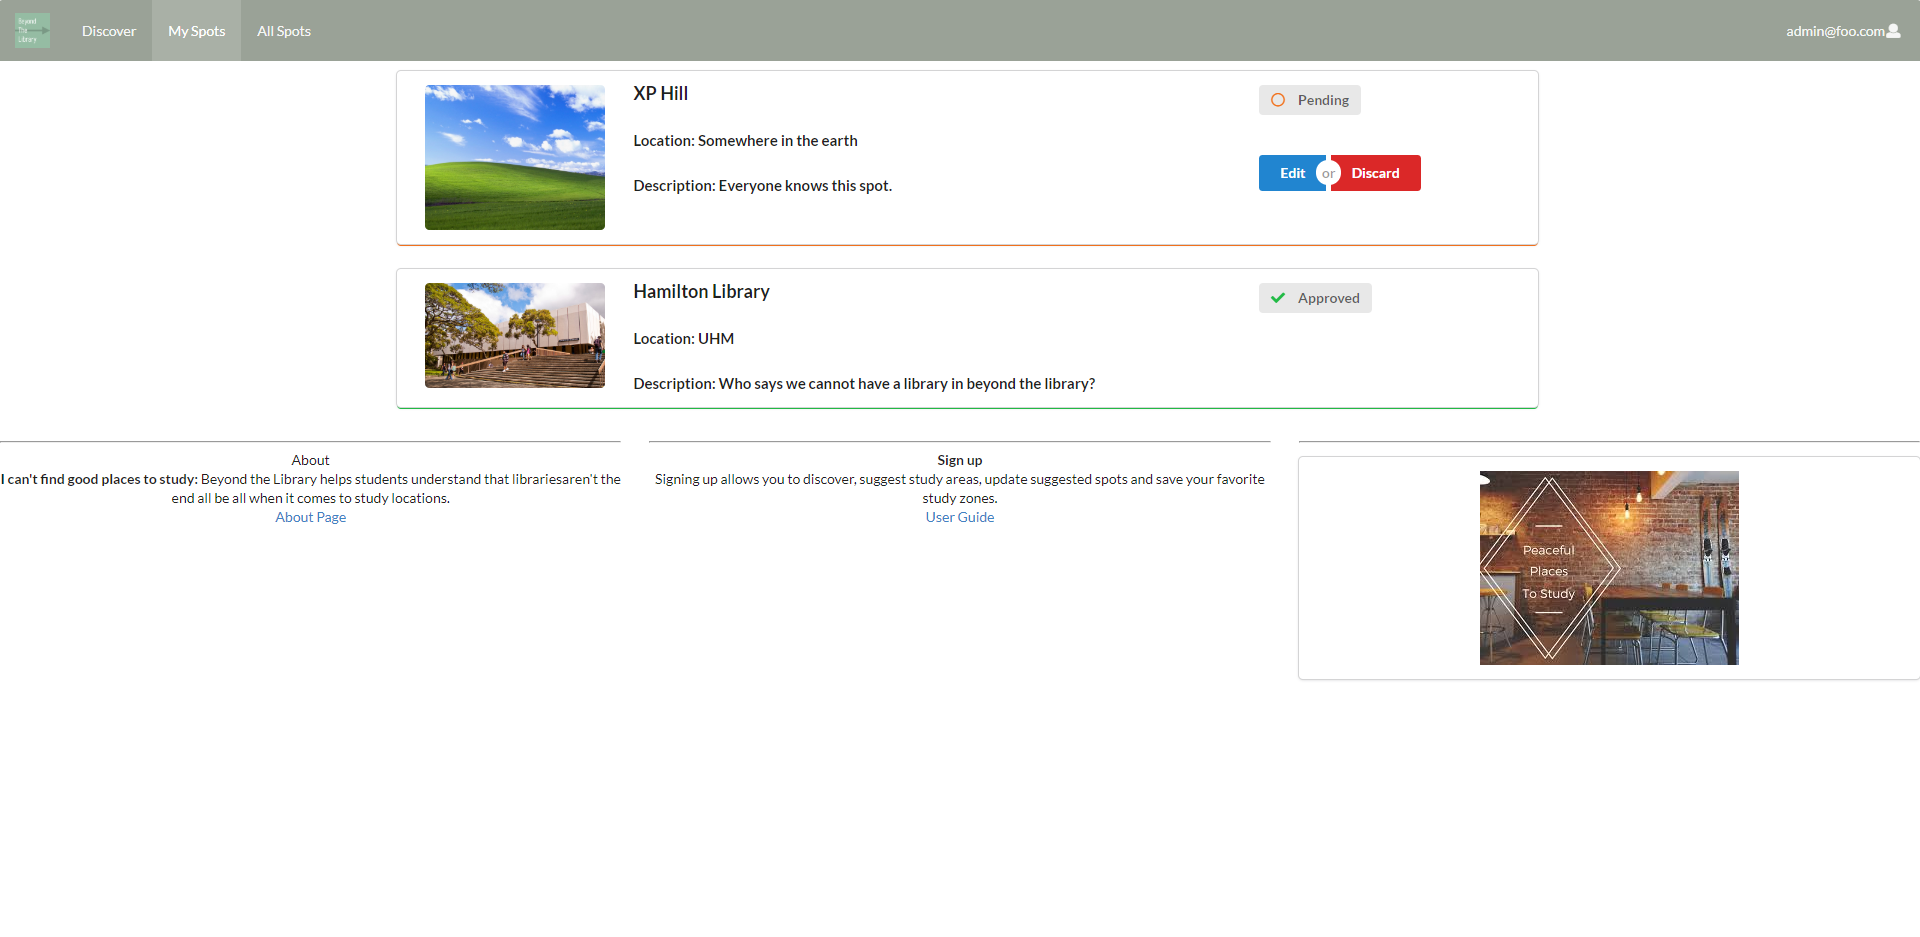 Beyond
The
Library
Discover
My Spots
All Spots
admin@foo.com
XP Hill
Pending
Location: Somewhere in the earth
Edit or Discard
Description: Everyone knows this spot.
Hamilton Library
Approved
Location: UHM
Description: Who says we cannot have a library in beyond the library?
About
I can't find good places to study: Beyond the Library helps students understand that librariesaren't the
end all be all when it comes to study locations.
About Page
Sign up
Signing up allows you to discover, suggest study areas, update suggested spots and save your favorite
study zones.
User Guide
Peaceful
Places
To Study